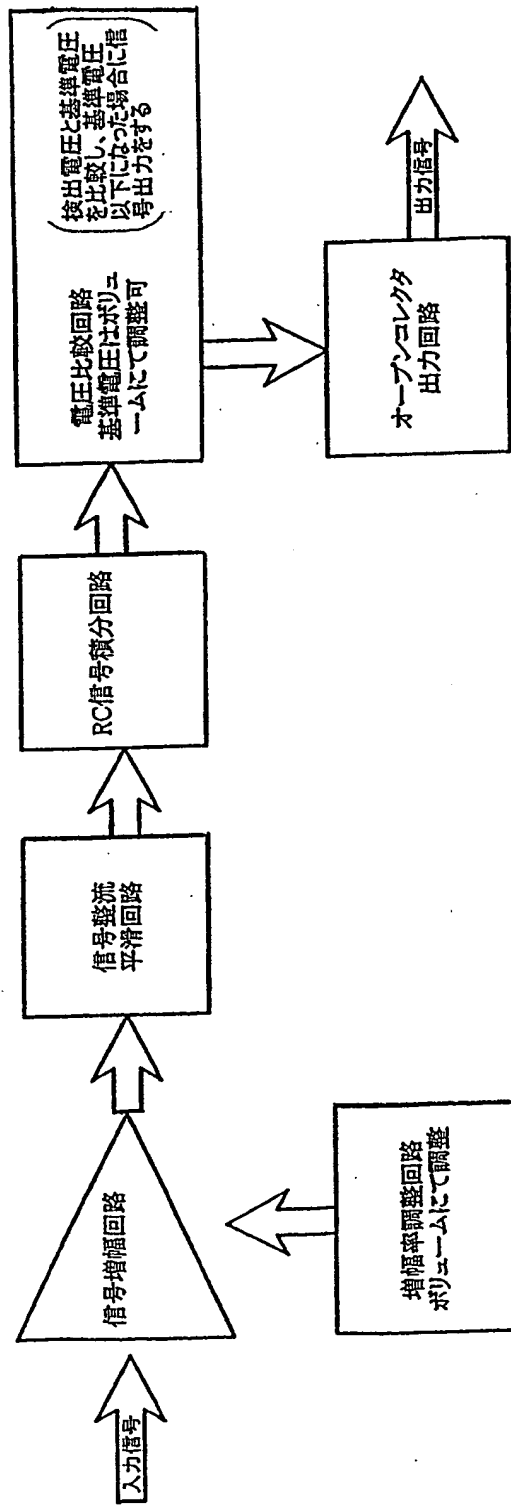 入力信号
信号増幅回路
増幅率調整回路
ボリュームにて調整
信号整流
平滑回路
RC信号積分回路
電圧比較回路
基準電圧はボリュ
ームにて調整可
(検出電圧と基準電圧
を比較し、基準電圧
以下になった場合に信
号出力をする)
オープンコレクタ
出力回路
出力信号